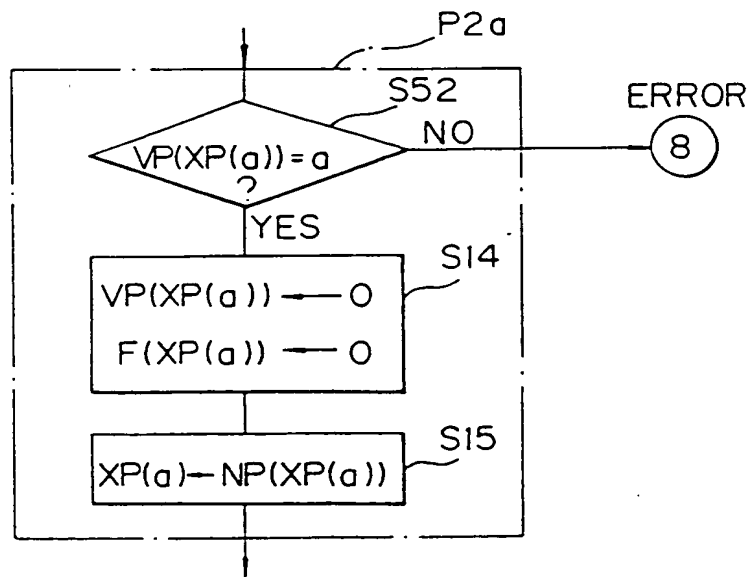 P2a
S52
ERROR
VP(XP(a))=a
?
NO
8
YES
S14
VP(XP(a)) ← 0
F(XP(a)) ← 0
S15
XP(a)←NP(XP(a))